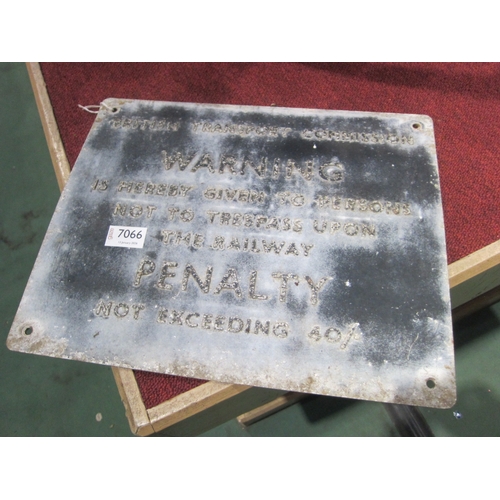 BRITISH TRANSPORT COMMISSION
WARNING
IS HEREBY GIVEN TO PERSONS
NOT TO TRESPASS UPON
THE RAILWAY
PENALTY
NOT EXCEEDING 40/-
7066